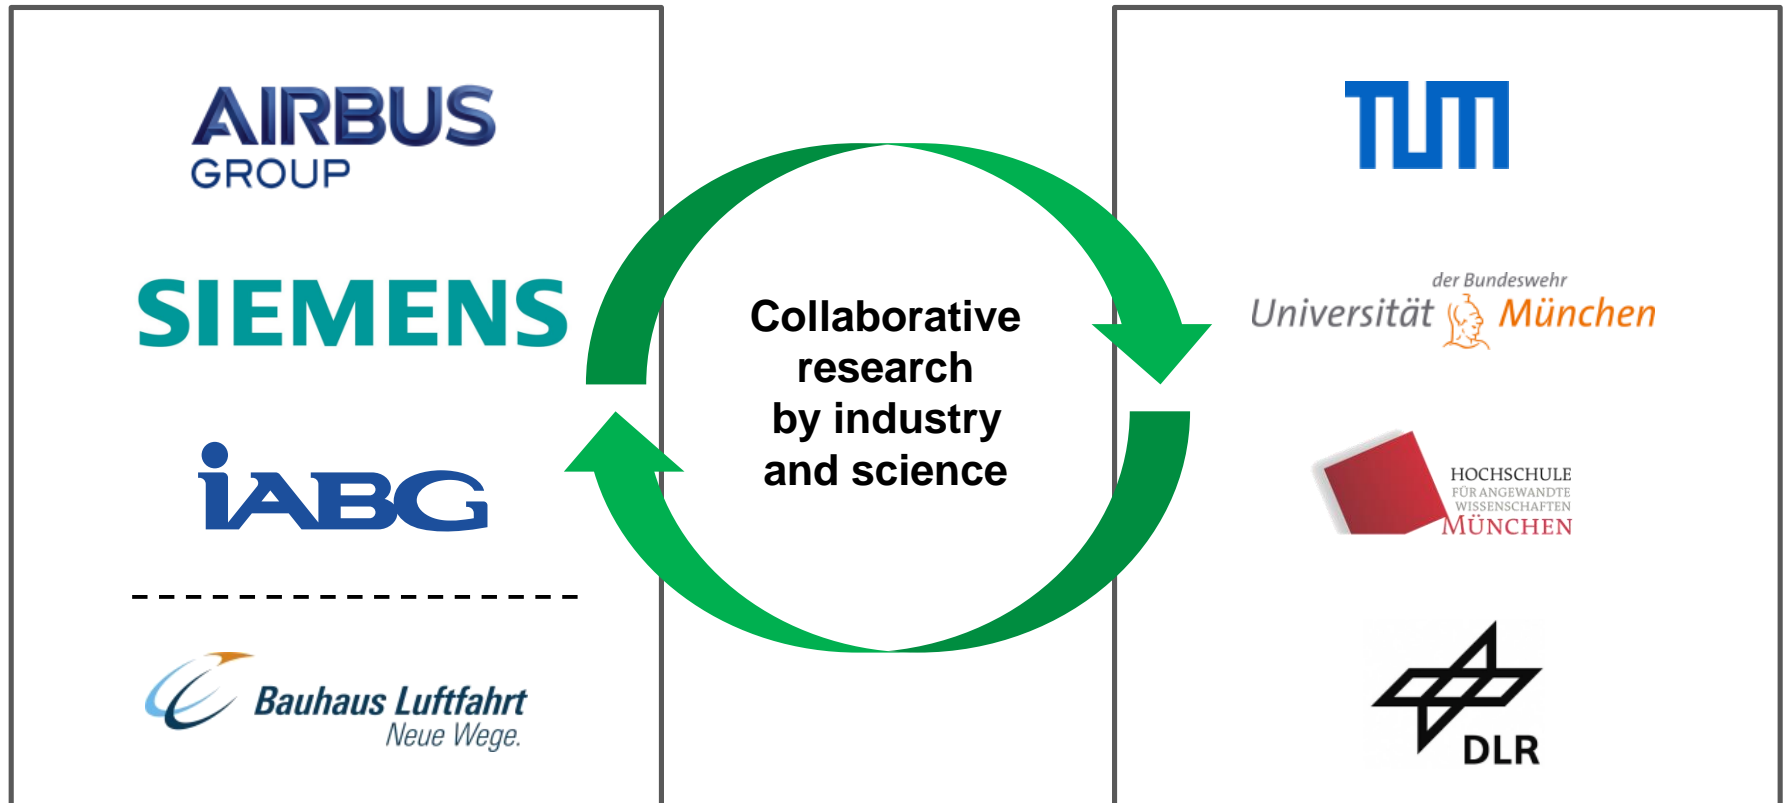 AIRBUS
GROUP
SIEMENS
iABG
Bauhaus Luftfahrt
Neue Wege.
Collaborative
research
by industry
and science
TUM
der Bundeswehr
Universität München
HOCHSCHULE
FÜR ANGEWANDTE
WISSENSCHAFTEN
MÜNCHEN
DLR